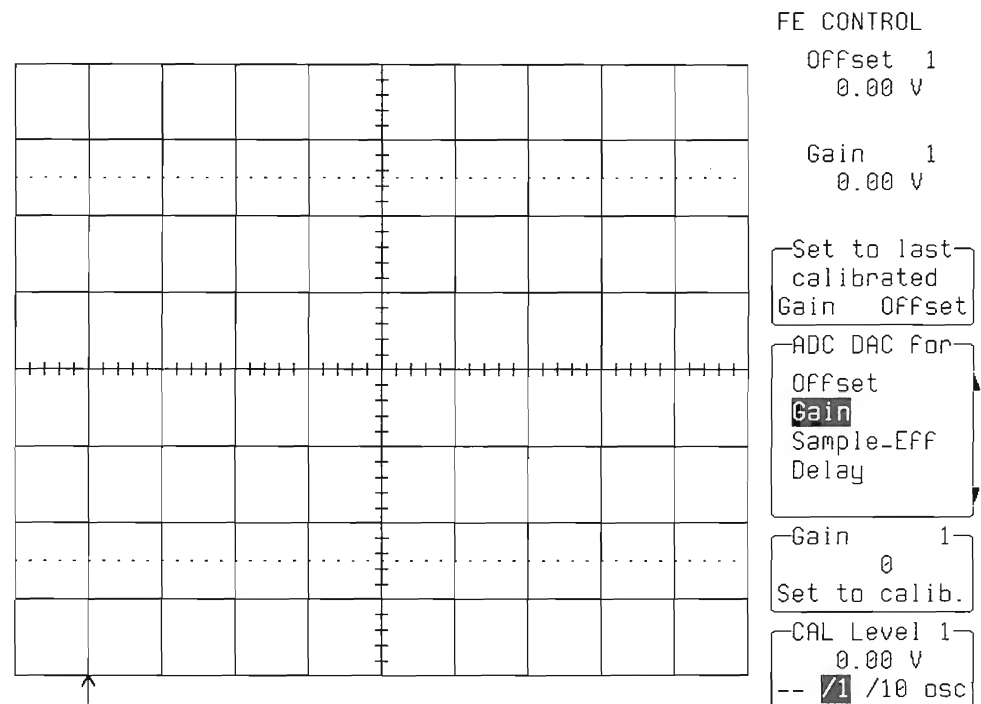 FE CONTROL
Offset 1
0.00 V
Gain 1
0.00 V
Set to last
calibrated
Gain Offset
ADC DAC for
Offset
Gain
Sample_Eff
Delay
Gain 1
0
Set to calib.
CAL Level 1
0.00 V
-- /1 /10 osc